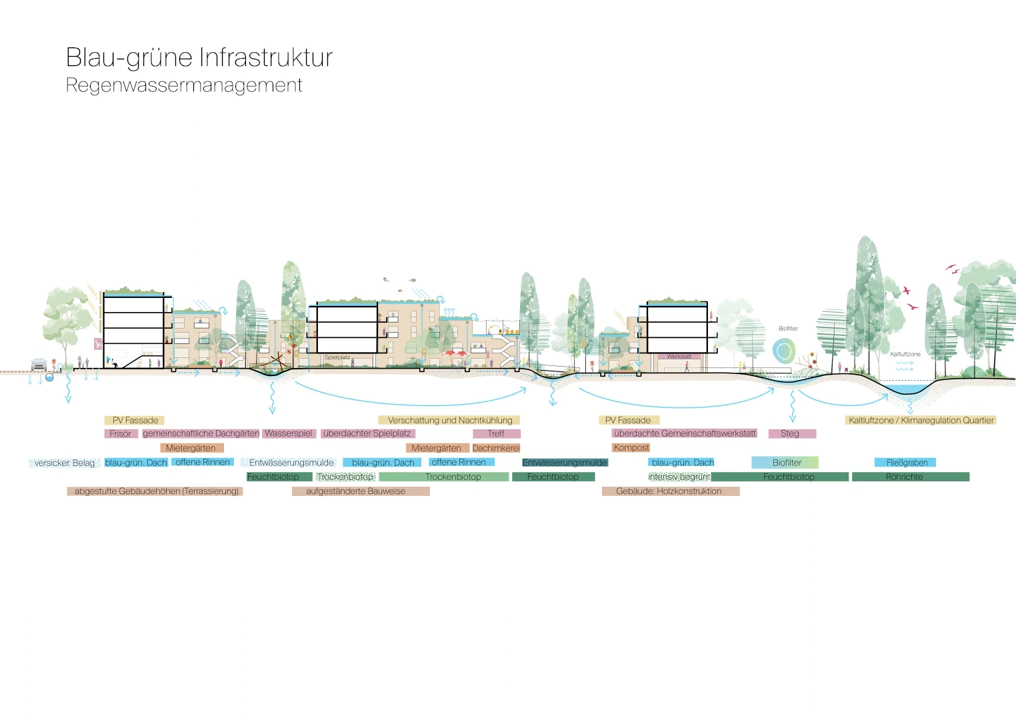 Blau-grüne Infrastruktur
Regenwassermanagement
Biofilter
Kaltluftzone
Spielplatz
Werkstatt
PV Fassade
Verschattung und Nachtkühlung
PV Fassade
Kaltluftzone / Klimaregulation Quartier
Frisör
gemeinschaftliche Dachgärten
Wasserspiel
überdachter Spielplatz
Treff
überdachte Gemeinschaftswerkstatt
Steg
Mietergärten
Mietergärten
Dachimkerei
Kompost
versicker. Belag
blau-grün. Dach
offene Rinnen
Entwässerungsmulde
blau-grün. Dach
offene Rinnen
Entwässerungsmulde
blau-grün. Dach
Biofilter
Fließgraben
Feuchtbiotop
Trockenbiotop
Trockenbiotop
Feuchtbiotop
intensiv begrünt
Feuchtbiotop
Röhrichte
abgestufte Gebäudehöhen (Terrassierung)
aufgeständerte Bauweise
Gebäude: Holzkonstruktion